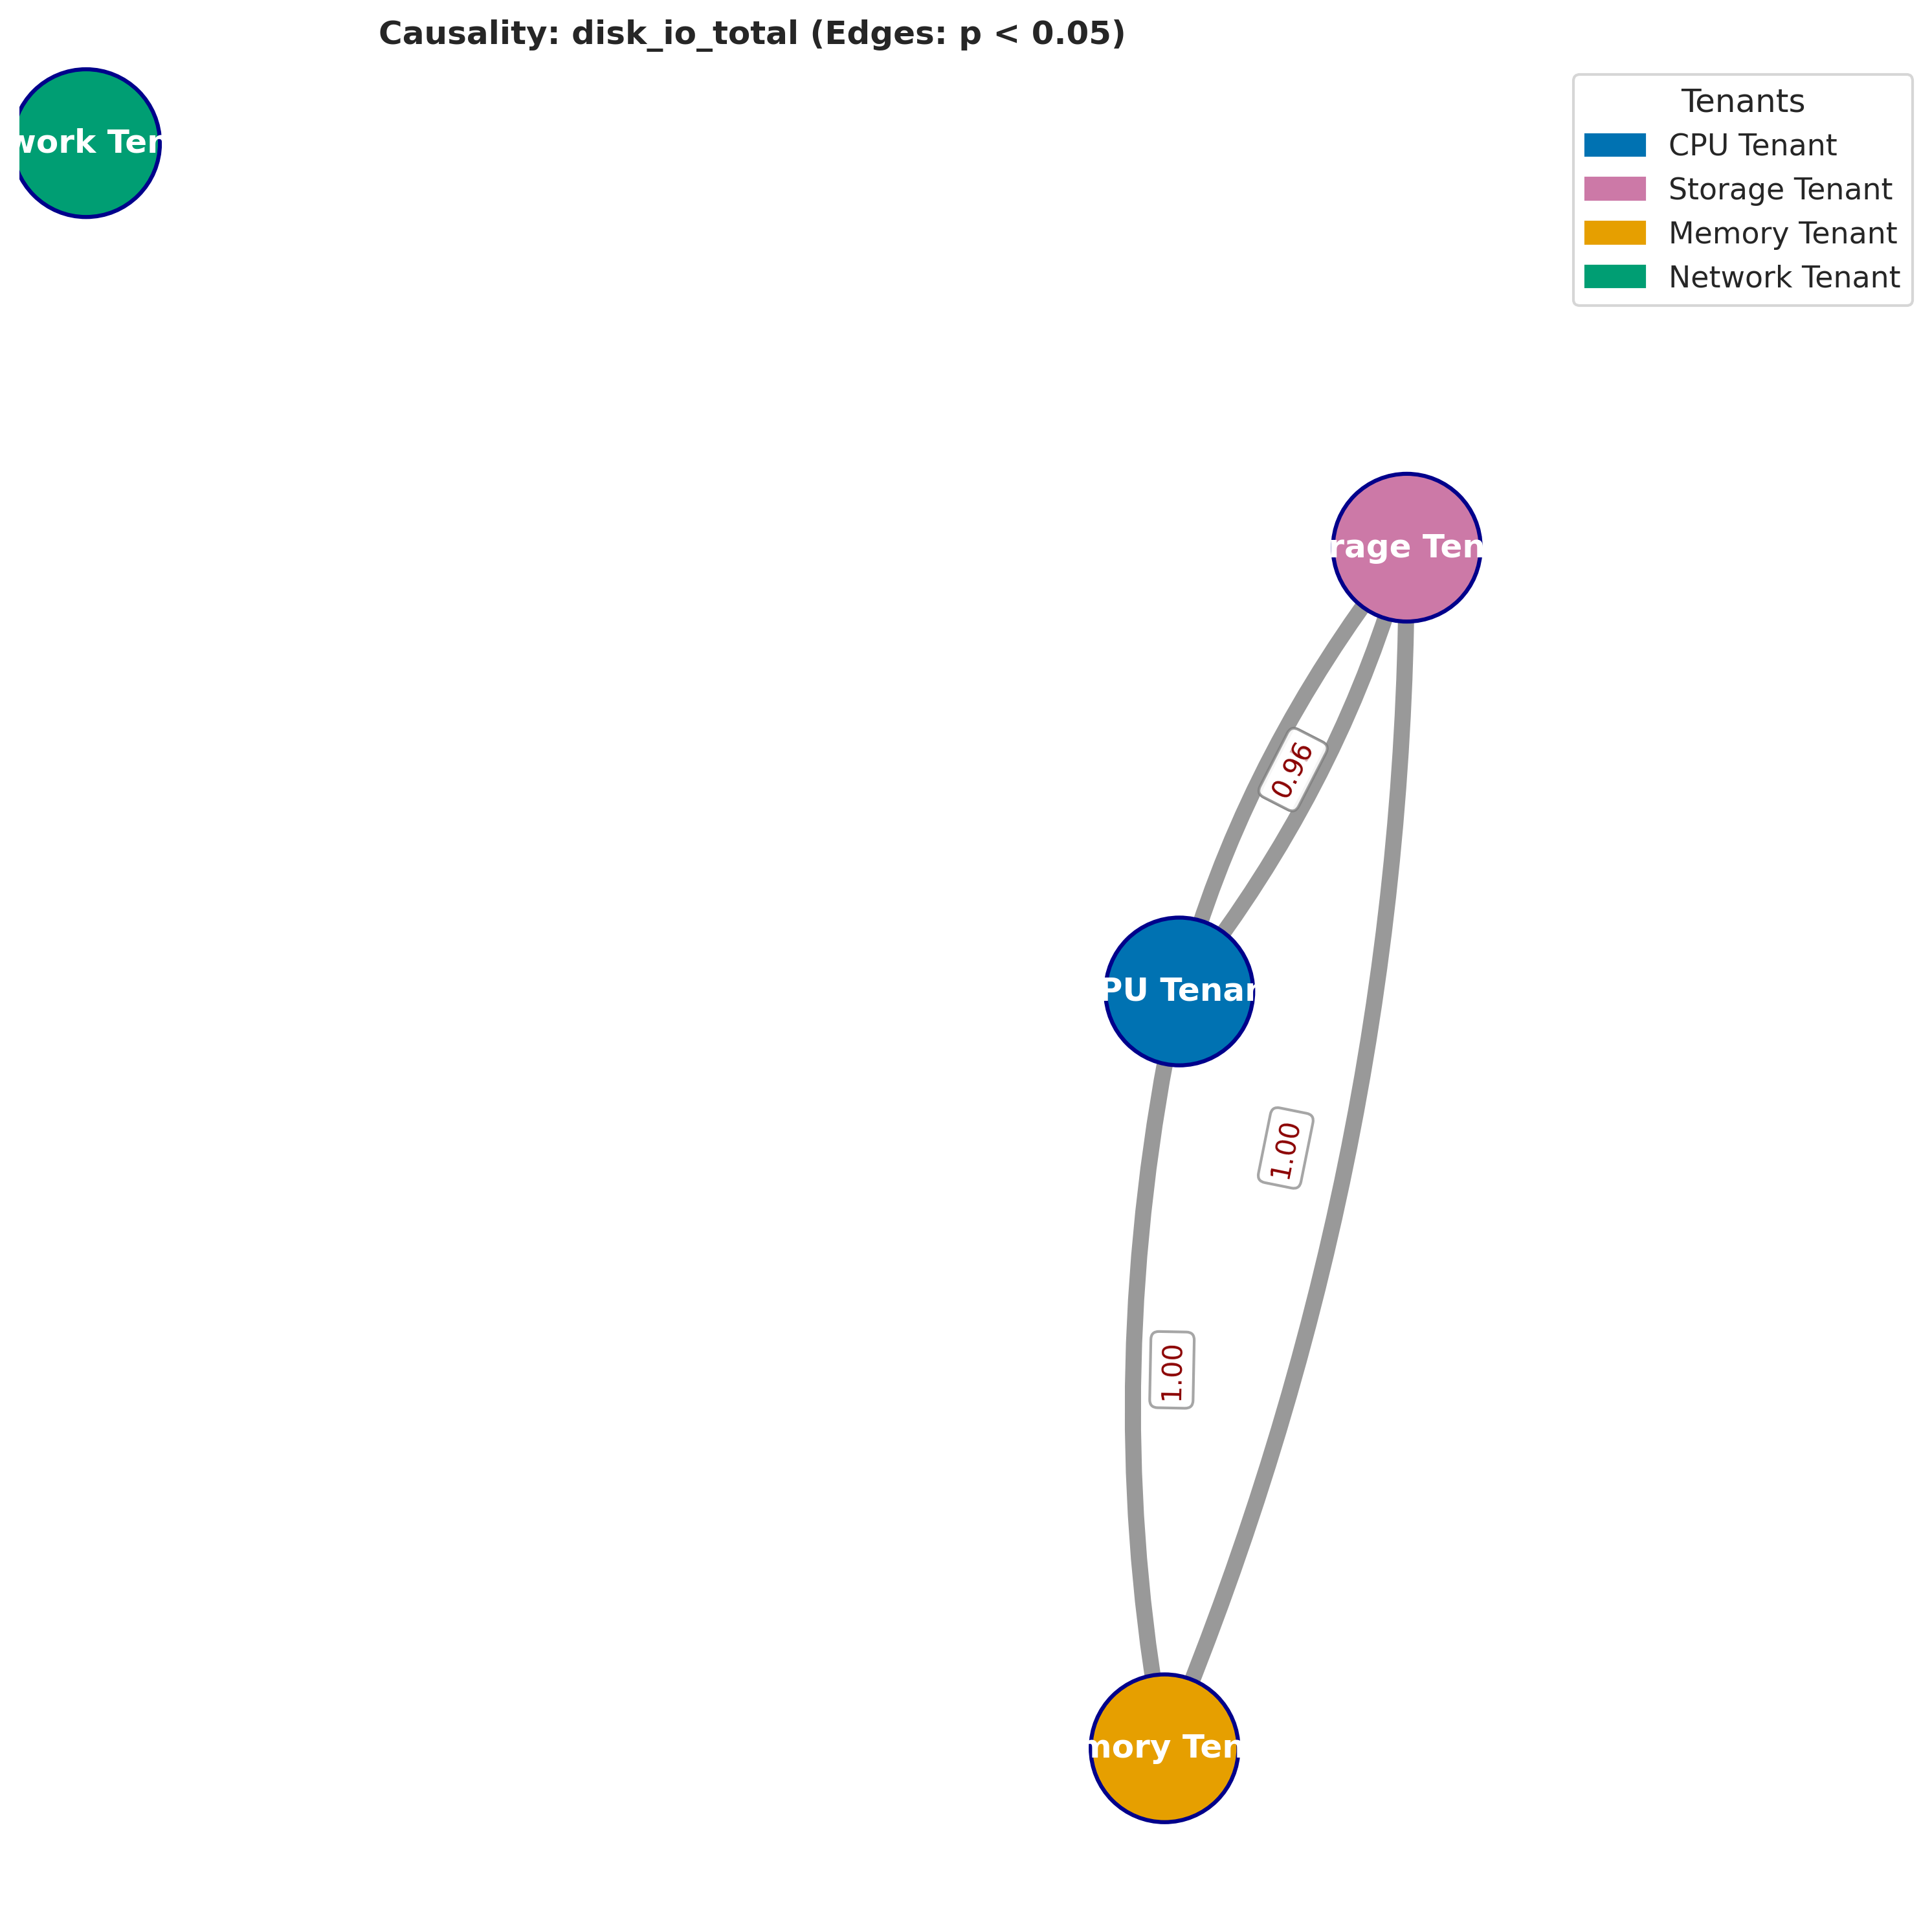 Causality: disk_io_total (Edges: p < 0.05)
Tenants
CPU Tenant
Storage Tenant
Memory Tenant
Network Tenant
work Ten
rage Ten
0.96
PU Tenan
1.00
1.00
mory Ten